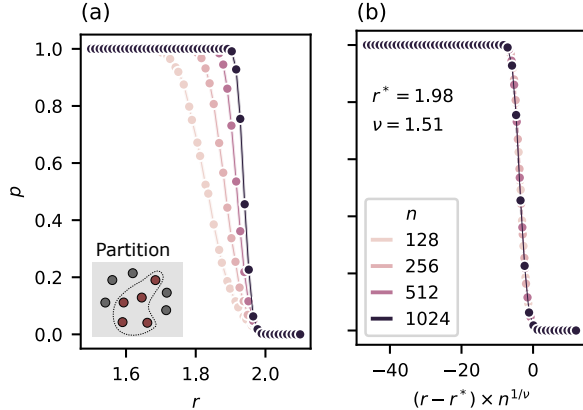 (a)
1.0
0.8
0.6
0.4
0.2
0.0
p
Partition
1.6
1.8
2.0
r
(b)
r* = 1.98
ν = 1.51
n
128
256
512
1024
−40
−20
0
(r − r*) × n^{1/ν}